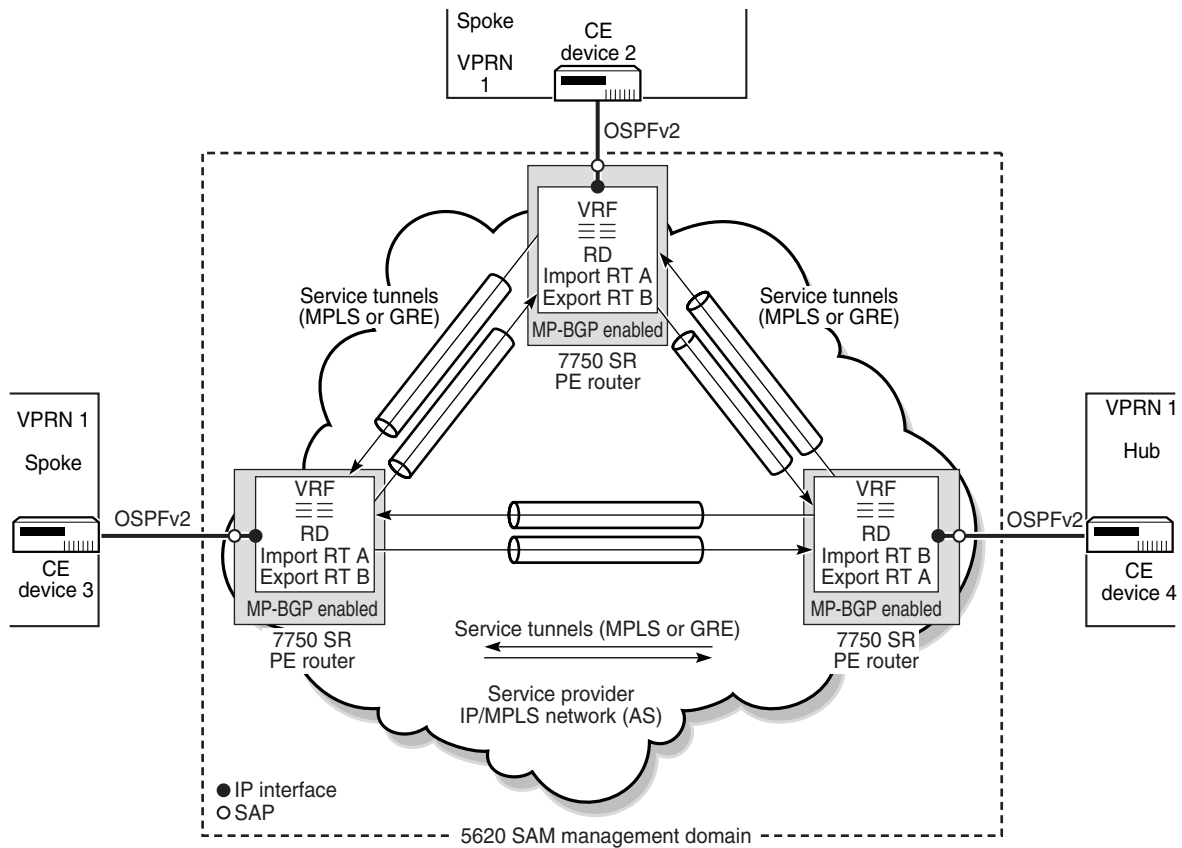 Spoke
VPRN
1
CE
device 2
OSPFv2
VRF
RD
Import RT A
Export RT B
MP-BGP enabled
7750 SR
PE router
Service tunnels
(MPLS or GRE)
Service tunnels
(MPLS or GRE)
VPRN 1
Spoke
CE
device 3
OSPFv2
VRF
RD
Import RT A
Export RT B
MP-BGP enabled
7750 SR
PE router
VRF
RD
Import RT B
Export RT A
MP-BGP enabled
7750 SR
PE router
OSPFv2
VPRN 1
Hub
CE
device 4
Service tunnels (MPLS or GRE)
Service provider
IP/MPLS network (AS)
IP interface
SAP
5620 SAM management domain